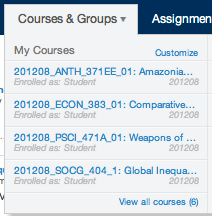 Courses & Groups ▾ Assignmen
My Courses Customize
201208_ANTH_371EE_01: Amazonia...
Enrolled as: Student 201208
201208_ECON_383_01: Comparative...
Enrolled as: Student 201208
201208_PSCI_471A_01: Weapons of ...
Enrolled as: Student 201208
201208_SOCG_404_1: Global Inequa...
Enrolled as: Student 201208
View all courses (6)